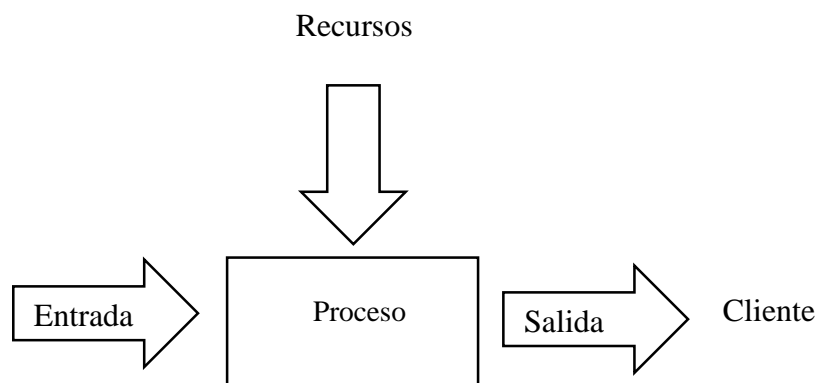 Recursos
Entrada
Proceso
Salida
Cliente